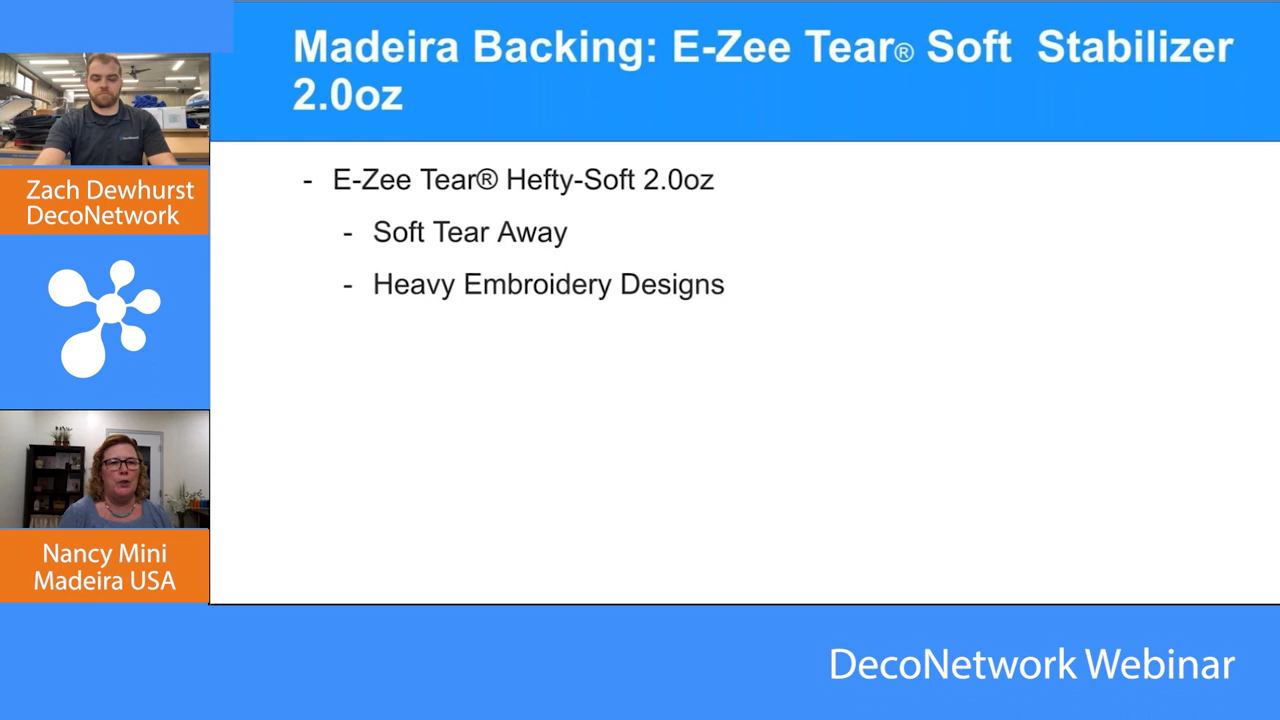 Madeira Backing: E-Zee Tear® Soft Stabilizer
2.0oz
Zach Dewhurst
DecoNetwork
- E-Zee Tear® Hefty-Soft 2.0oz
- Soft Tear Away
- Heavy Embroidery Designs
Nancy Mini
Madeira USA
DecoNetwork Webinar